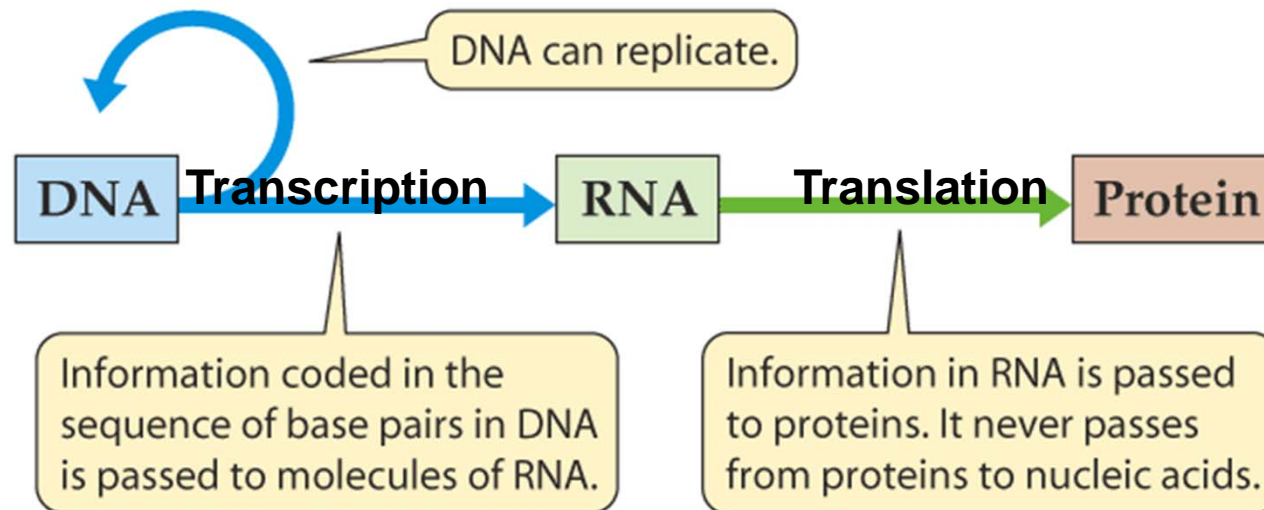 DNA can replicate.
DNA Transcription RNA Translation Protein
Information coded in the
sequence of base pairs in DNA
is passed to molecules of RNA.
Information in RNA is passed
to proteins. It never passes
from proteins to nucleic acids.